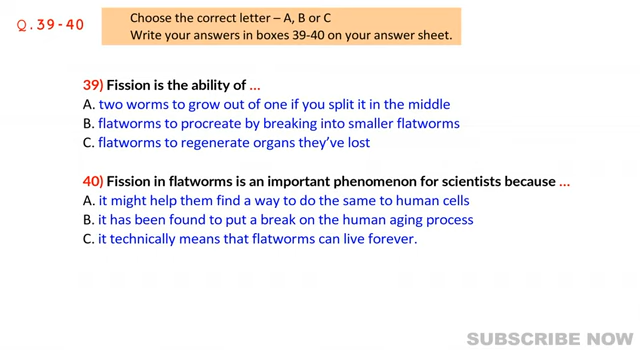 Q.39-40
Choose the correct letter – A, B or C
Write your answers in boxes 39-40 on your answer sheet.
39) Fission is the ability of ...
A. two worms to grow out of one if you split it in the middle
B. flatworms to procreate by breaking into smaller flatworms
C. flatworms to regenerate organs they've lost
40) Fission in flatworms is an important phenomenon for scientists because ...
A. it might help them find a way to do the same to human cells
B. it has been found to put a break on the human aging process
C. it technically means that flatworms can live forever.
SUBSCRIBE NOW